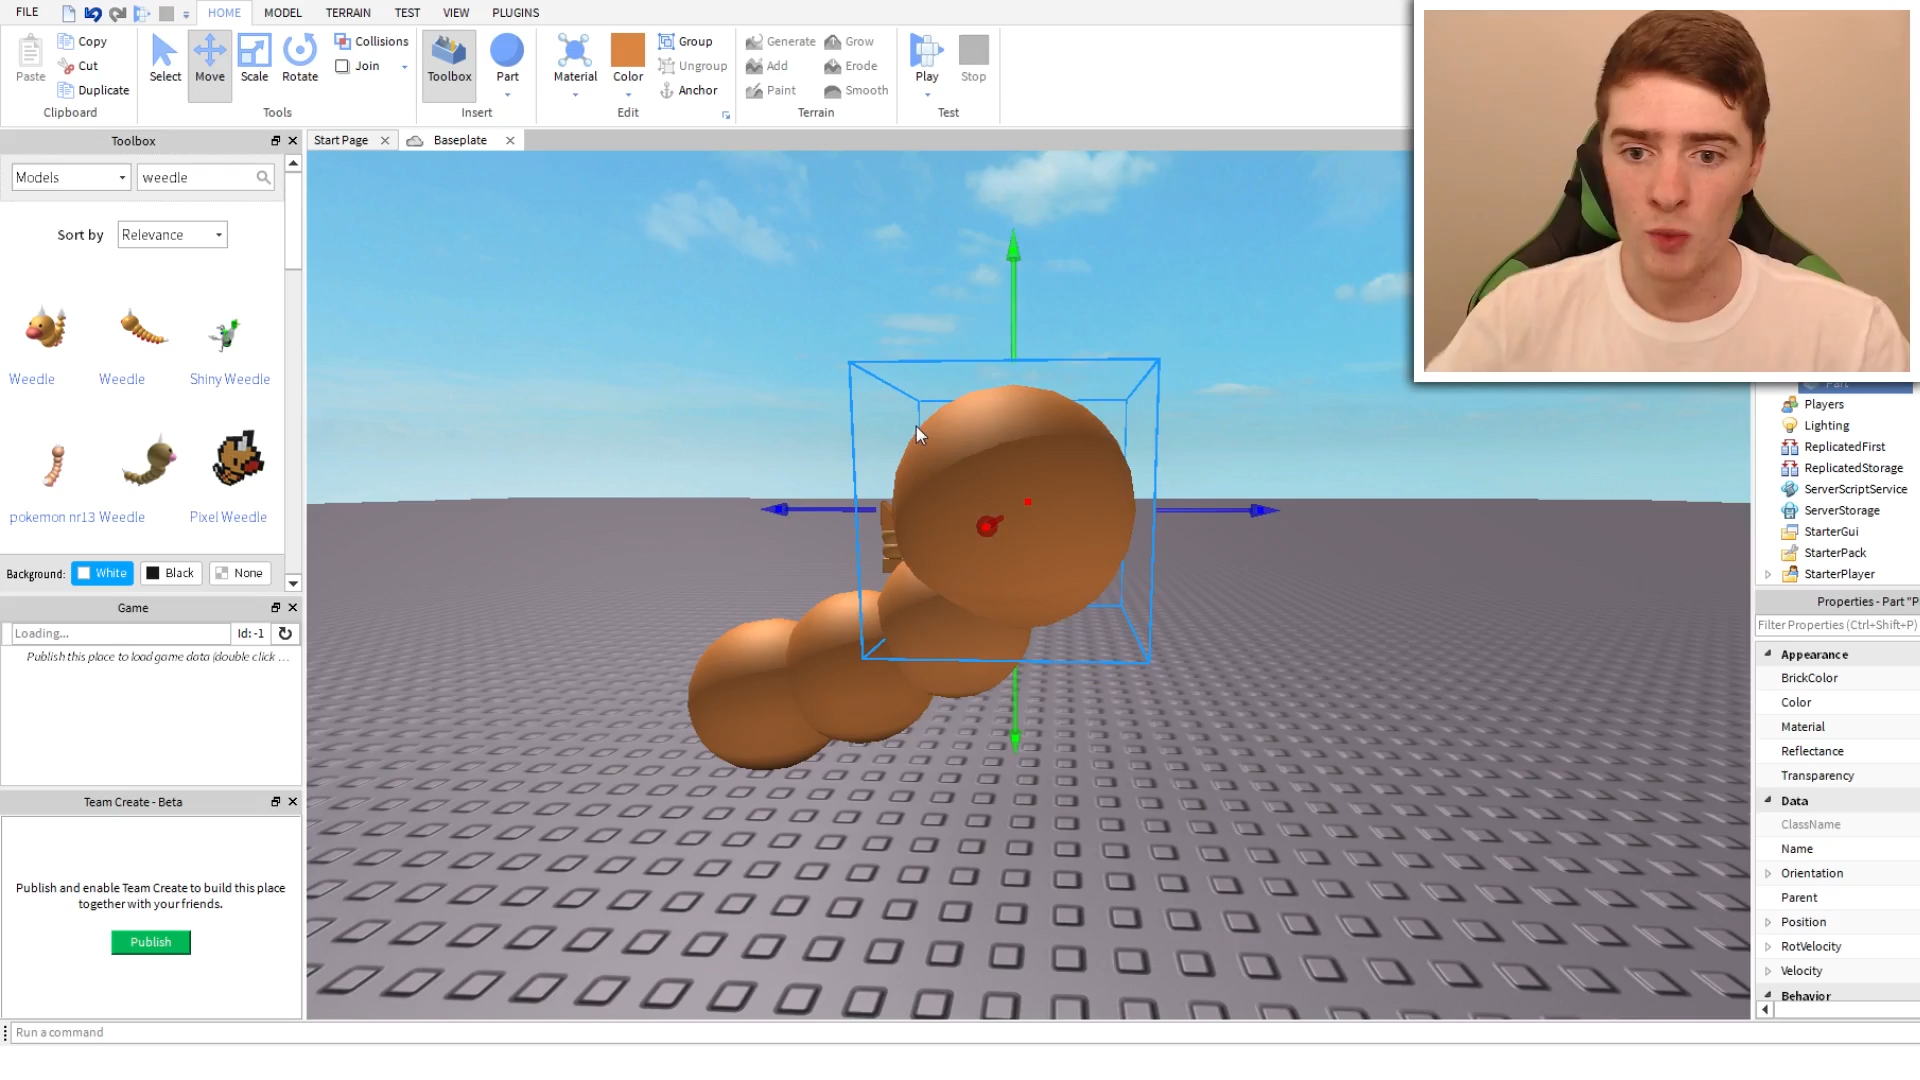 FILE HOME MODEL TERRAIN TEST VIEW PLUGINS
Paste Copy Cut Duplicate
Clipboard
Select Move Scale Rotate Collisions Join
Tools
Toolbox Part
Insert
Material Color Group Ungroup Anchor
Edit
Generate Grow Add Erode Paint Smooth
Terrain
Play Stop
Test
Toolbox
Start Page
Baseplate
Models weedle
Sort by Relevance
Weedle Weedle Shiny Weedle
pokemon nr13 Weedle Pixel Weedle
Background: White Black None
Game
Loading... Id: -1
Publish this place to load game data (double click ...
Team Create - Beta
Publish and enable Team Create to build this place
together with your friends.
Publish
Run a command
Part
Players
Lighting
ReplicatedFirst
ReplicatedStorage
ServerScriptService
ServerStorage
StarterGui
StarterPack
StarterPlayer
Properties - Part "P
Filter Properties (Ctrl+Shift+P)
Appearance
BrickColor
Color
Material
Reflectance
Transparency
Data
ClassName
Name
Orientation
Parent
Position
RotVelocity
Velocity
Behavior